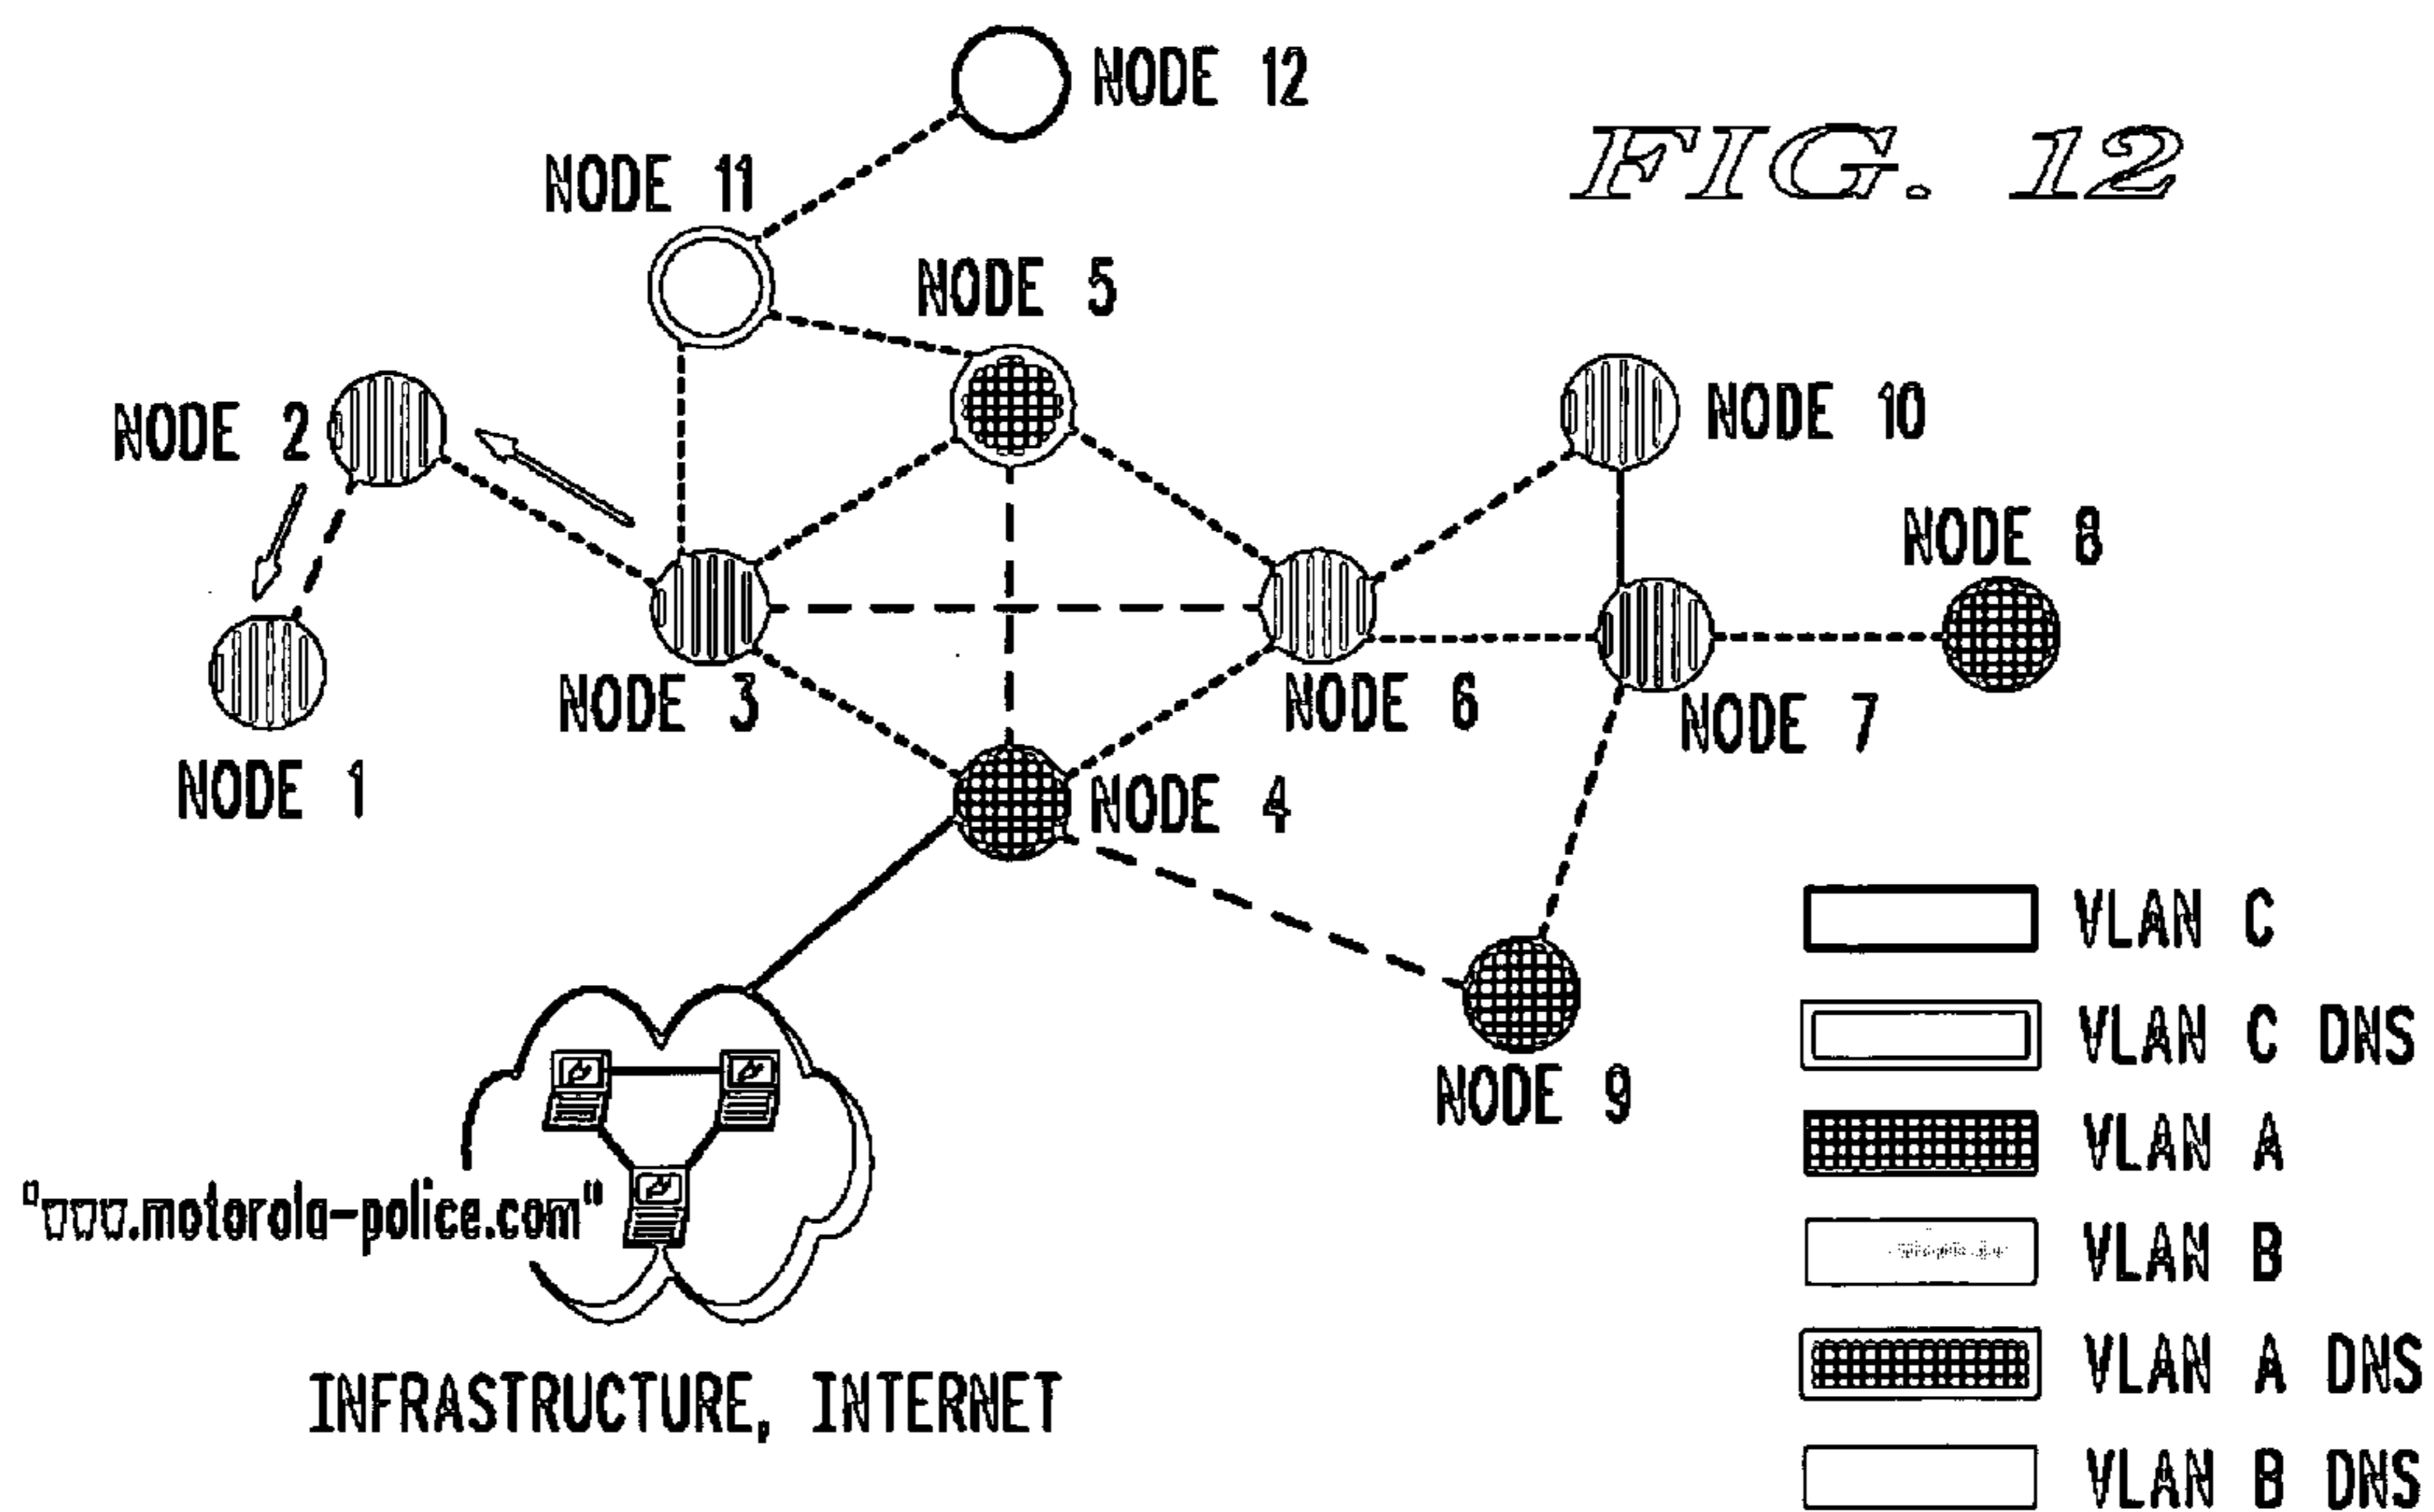 NODE 12
FIG. 12
NODE 11
NODE 5
NODE 2
NODE 10
NODE 8
NODE 3
NODE 6
NODE 7
NODE 1
NODE 4
VLAN C
VLAN C DNS
NODE 9
VLAN A
"www.motorola-police.com"
VLAN B
VLAN A DNS
INFRASTRUCTURE, INTERNET
VLAN B DNS